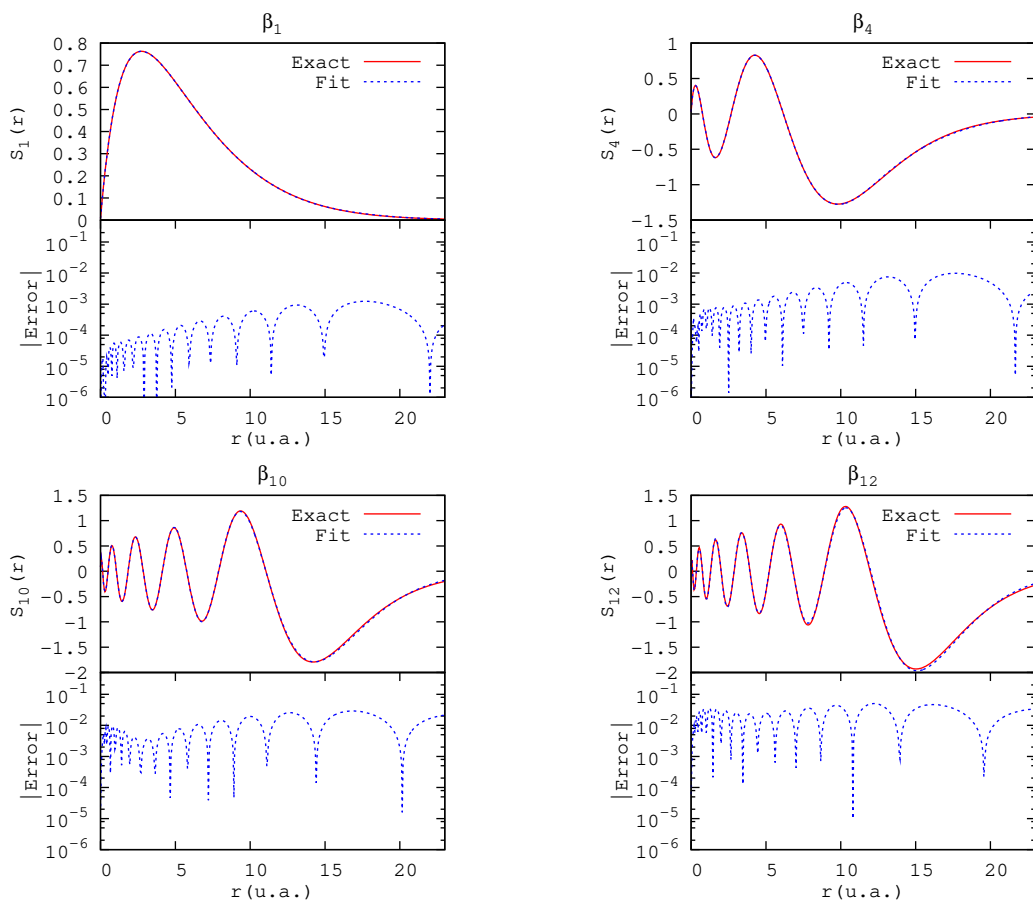 β₁
S₁(r)
0.8
0.7
0.6
0.5
0.4
0.3
0.2
0.1
0
Exact
Fit
|Error|
10⁻¹
10⁻²
10⁻³
10⁻⁴
10⁻⁵
10⁻⁶
0 5 10 15 20
r(u.a.)
β₄
S₄(r)
1
0.5
0
−0.5
−1
−1.5
Exact
Fit
|Error|
10⁻¹
10⁻²
10⁻³
10⁻⁴
10⁻⁵
10⁻⁶
0 5 10 15 20
r(u.a.)
β₁₀
S₁₀(r)
1.5
1
0.5
0
−0.5
−1
−1.5
−2
Exact
Fit
|Error|
10⁻¹
10⁻²
10⁻³
10⁻⁴
10⁻⁵
10⁻⁶
0 5 10 15 20
r(u.a.)
β₁₂
S₁₂(r)
1.5
1
0.5
0
−0.5
−1
−1.5
−2
Exact
Fit
|Error|
10⁻¹
10⁻²
10⁻³
10⁻⁴
10⁻⁵
10⁻⁶
0 5 10 15 20
r(u.a.)